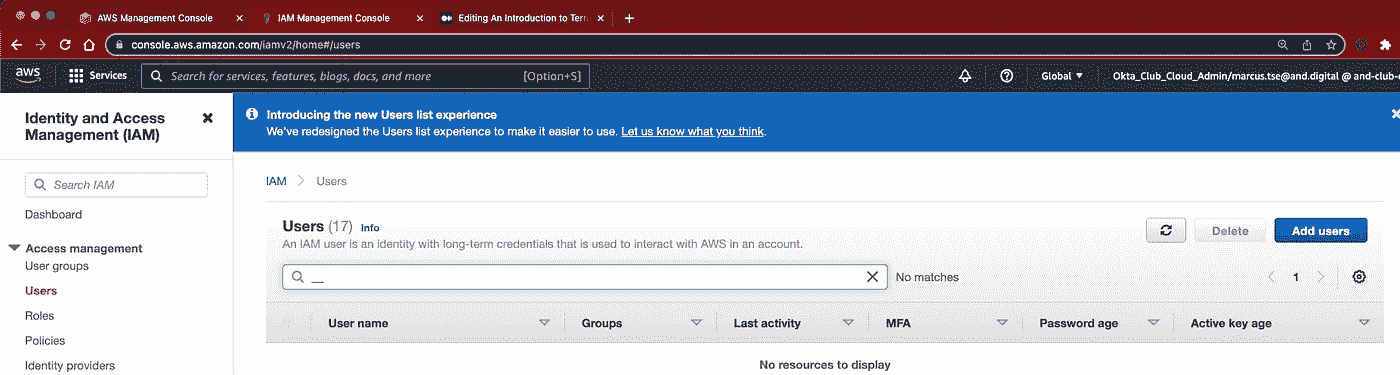 AWS Management Console
IAM Management Console
Editing An Introduction to Terr
console.aws.amazon.com/iamv2/home#/users
aws
Services
Search for services, features, blogs, docs, and more
[Option+S]
Global
Okta_Club_Cloud_Admin/marcus.tse@and.digital @ and-club-
Identity and Access
Management (IAM)
Search IAM
Dashboard
Access management
User groups
Users
Roles
Policies
Identity providers
Introducing the new Users list experience
We've redesigned the Users list experience to make it easier to use. Let us know what you think.
IAM > Users
Users (17) Info
An IAM user is an identity with long-term credentials that is used to interact with AWS in an account.
Delete
Add users
__
No matches
1
User name Groups Last activity MFA Password age Active key age
No resources to display